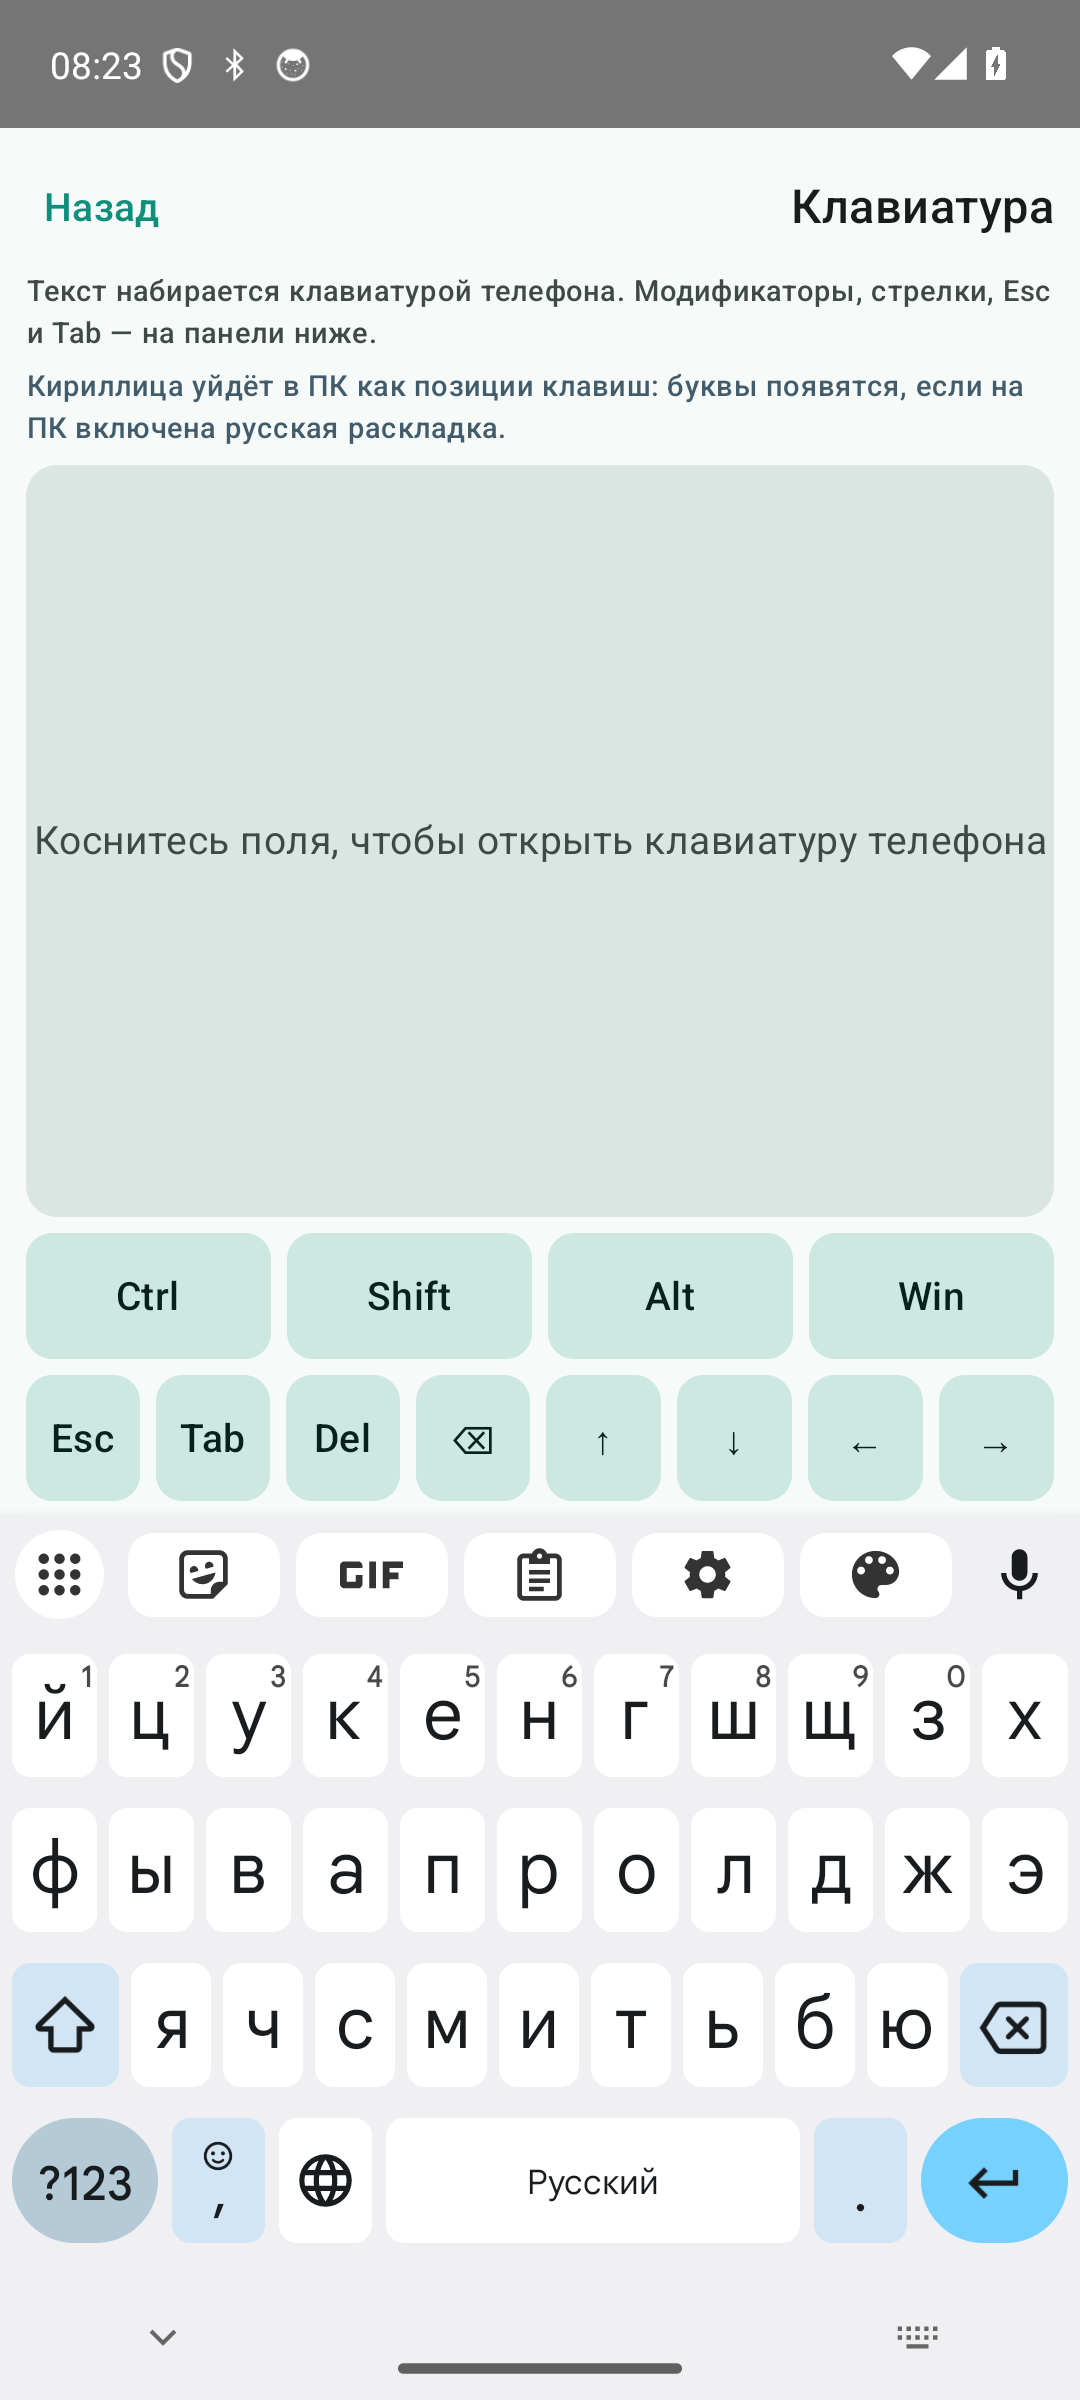 08:23
Назад
Клавиатура
Текст набирается клавиатурой телефона. Модификаторы, стрелки, Esc
и Tab — на панели ниже.
Кириллица уйдёт в ПК как позиции клавиш: буквы появятся, если на
ПК включена русская раскладка.
Коснитесь поля, чтобы открыть клавиатуру телефона
Ctrl Shift Alt Win
Esc Tab Del ⌫ ↑ ↓ ← →
GIF
й 1 ц 2 у 3 к 4 е 5 н 6 г 7 ш 8 щ 9 з 0 х
ф ы в а п р о л д ж э
я ч с м и т ь б ю
?123 , Русский .